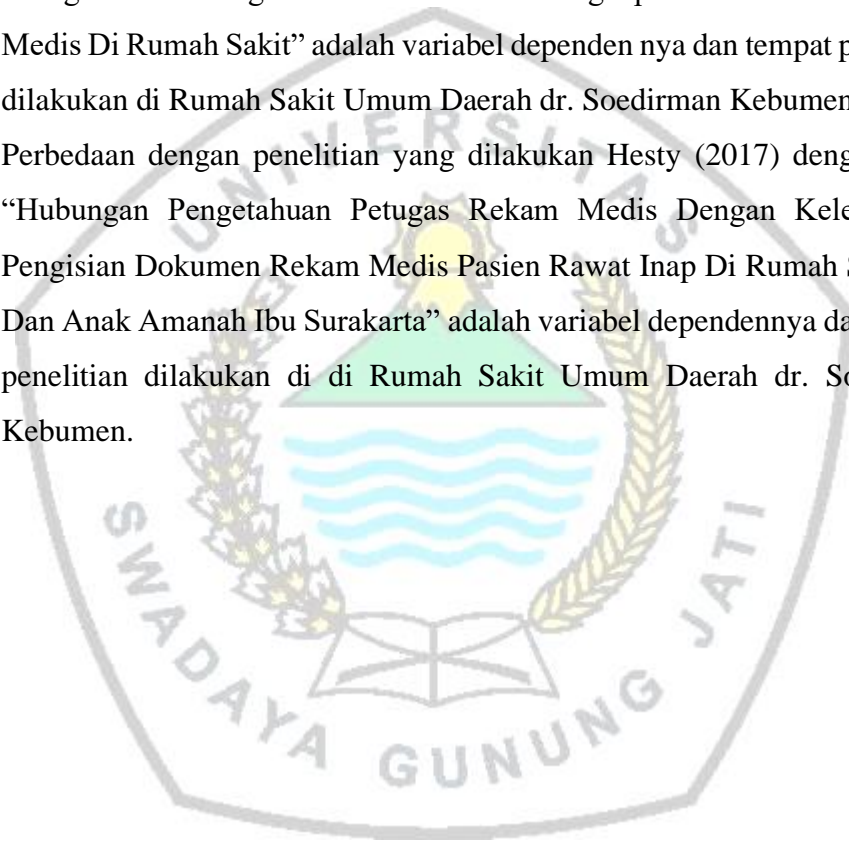 Medis Di Rumah Sakit” adalah variabel dependen nya dan tempat p
dilakukan di Rumah Sakit Umum Daerah dr. Soedirman Kebumen
Perbedaan dengan penelitian yang dilakukan Hesty (2017) deng
“Hubungan Pengetahuan Petugas Rekam Medis Dengan Kele
Pengisian Dokumen Rekam Medis Pasien Rawat Inap Di Rumah S
Dan Anak Amanah Ibu Surakarta” adalah variabel dependennya da
penelitian dilakukan di di Rumah Sakit Umum Daerah dr. So
Kebumen.
UNIVERSITAS
SWADAYA GUNUNG JATI